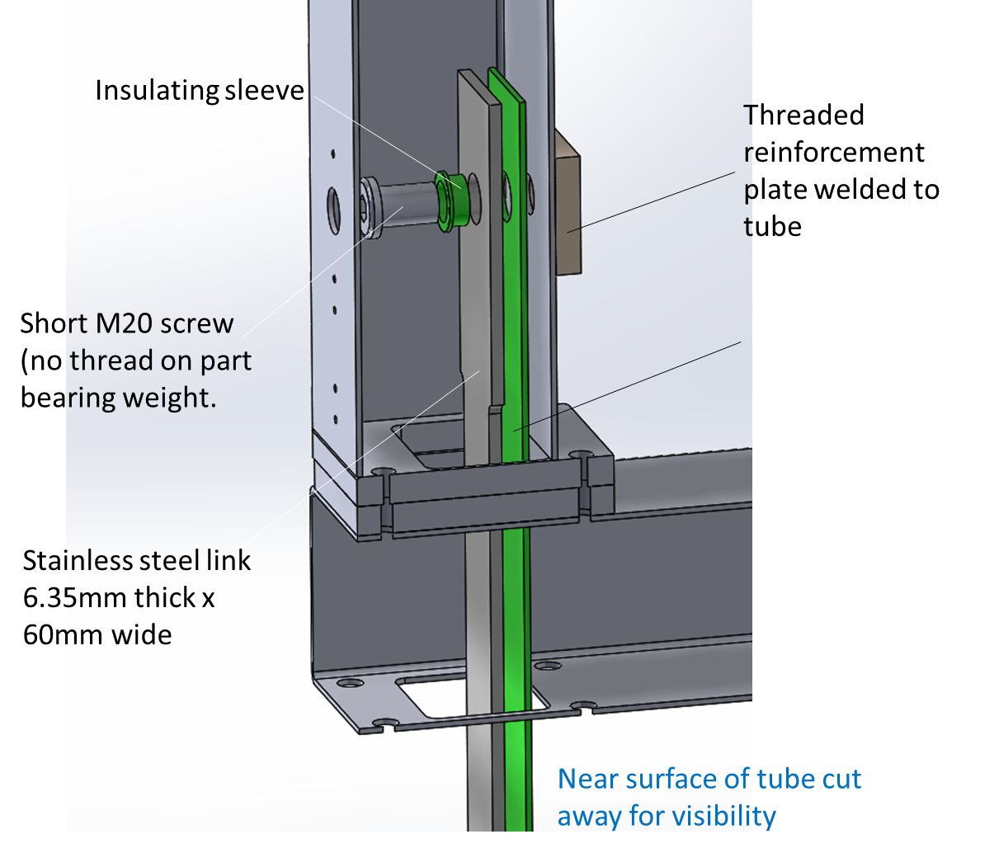 Insulating sleeve
Threaded
reinforcement
plate welded to
tube
Short M20 screw
(no thread on part
bearing weight.
Stainless steel link
6.35mm thick x
60mm wide
Near surface of tube cut
away for visibility